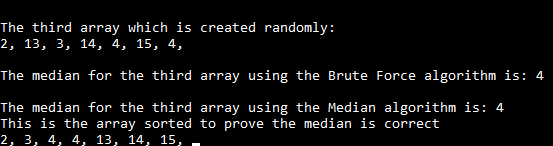 The third array which is created randomly:
2, 13, 3, 14, 4, 15, 4,
The median for the third array using the Brute Force algorithm is: 4
The median for the third array using the Median algorithm is: 4
This is the array sorted to prove the median is correct
2, 3, 4, 4, 13, 14, 15,